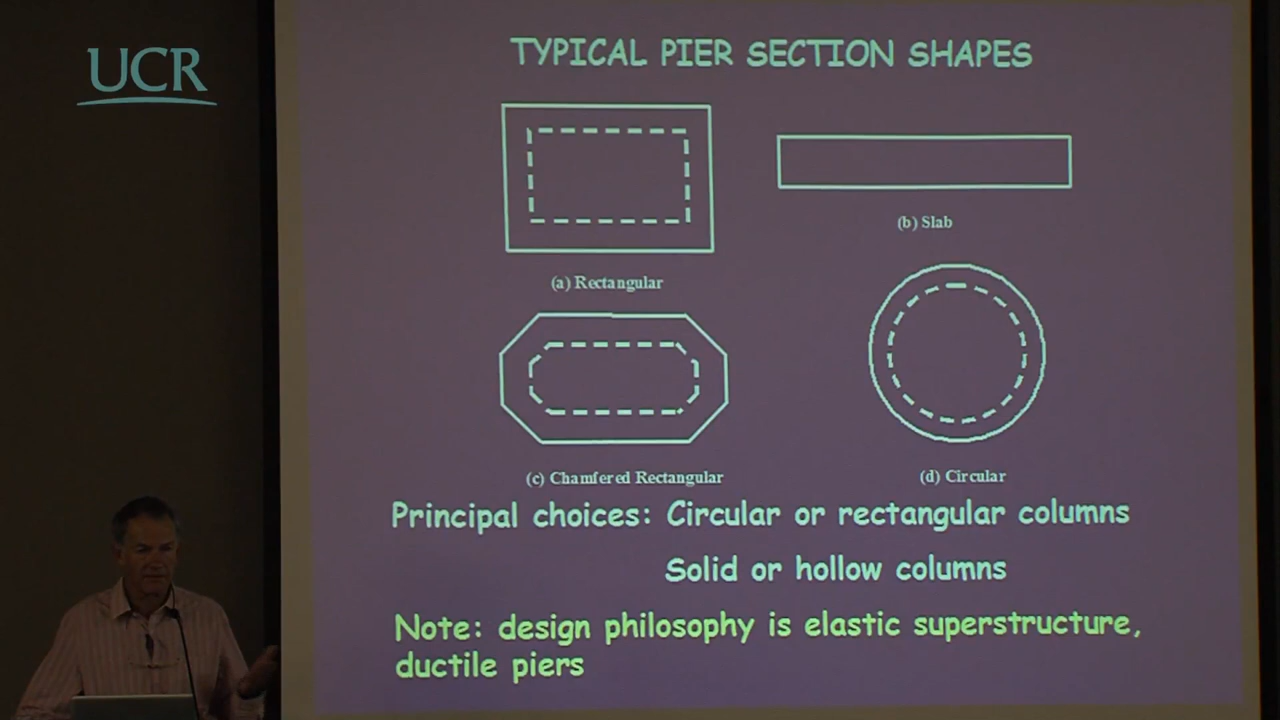 UCR
TYPICAL PIER SECTION SHAPES
(a) Rectangular
(b) Slab
(c) Chamfered Rectangular
(d) Circular
Principal choices: Circular or rectangular columns
Solid or hollow columns
Note: design philosophy is elastic superstructure,
ductile piers